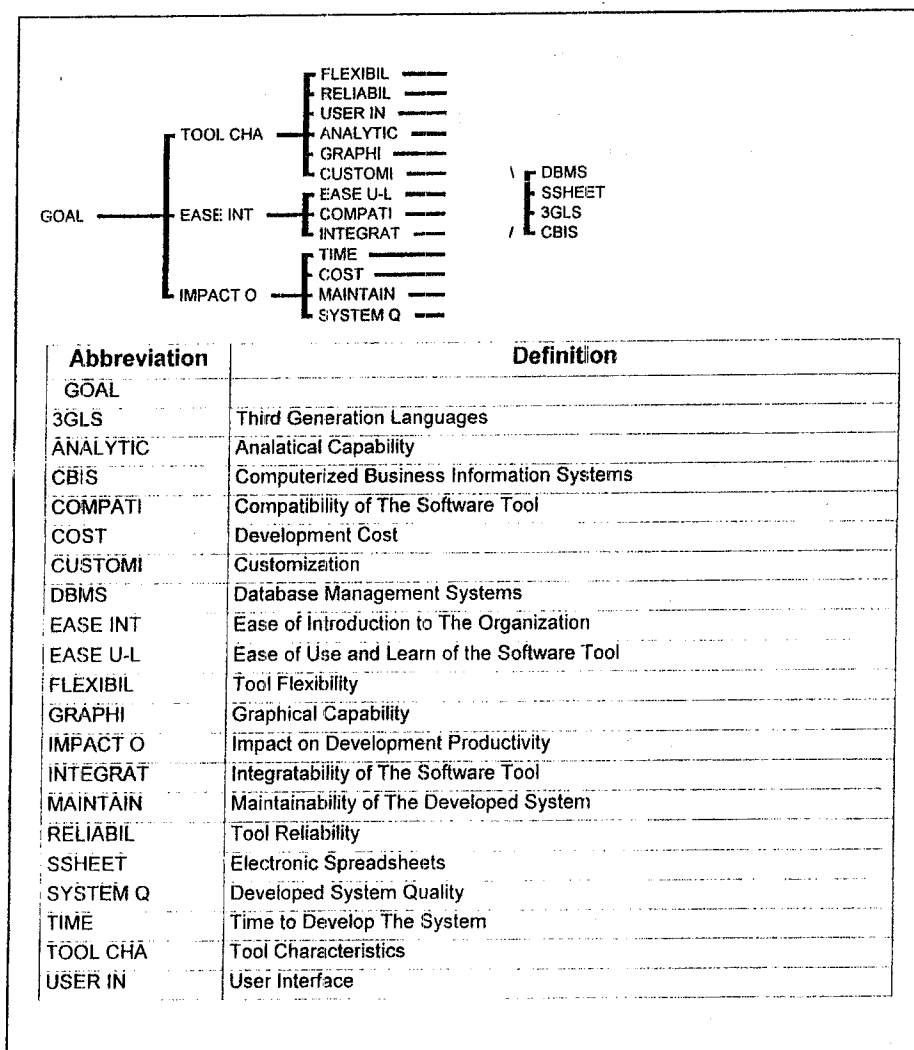 FLEXIBIL
RELIABIL
USER IN
TOOL CHA ANALYTIC
GRAPHI
CUSTOMI \ DBMS
EASE U-L SSHEET
GOAL EASE INT COMPATI 3GLS
INTEGRAT / CBIS
TIME
COST
IMPACT O MAINTAIN
SYSTEM Q
Abbreviation Definition
GOAL
3GLS Third Generation Languages
ANALYTIC Analatical Capability
CBIS Computerized Business Information Systems
COMPATI Compatibility of The Software Tool
COST Development Cost
CUSTOMI Customization
DBMS Database Management Systems
EASE INT Ease of Introduction to The Organization
EASE U-L Ease of Use and Learn of the Software Tool
FLEXIBIL Tool Flexibility
GRAPHI Graphical Capability
IMPACT O Impact on Development Productivity
INTEGRAT Integratability of The Software Tool
MAINTAIN Maintainability of The Developed System
RELIABIL Tool Reliability
SSHEET Electronic Spreadsheets
SYSTEM Q Developed System Quality
TIME Time to Develop The System
TOOL CHA Tool Characteristics
USER IN User Interface